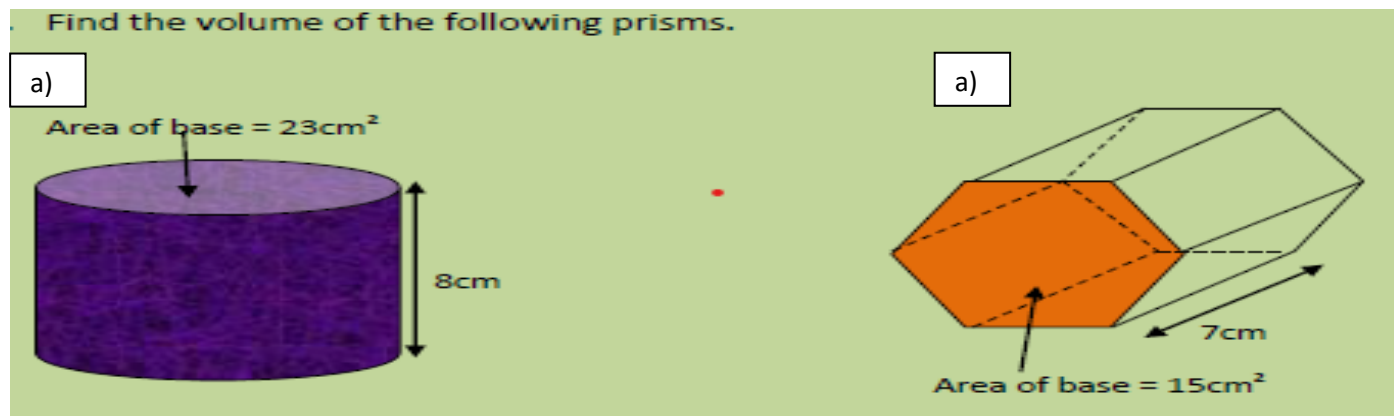 . Find the volume of the following prisms.
a)
Area of base = 23cm²
8cm
a)
7cm
Area of base = 15cm²